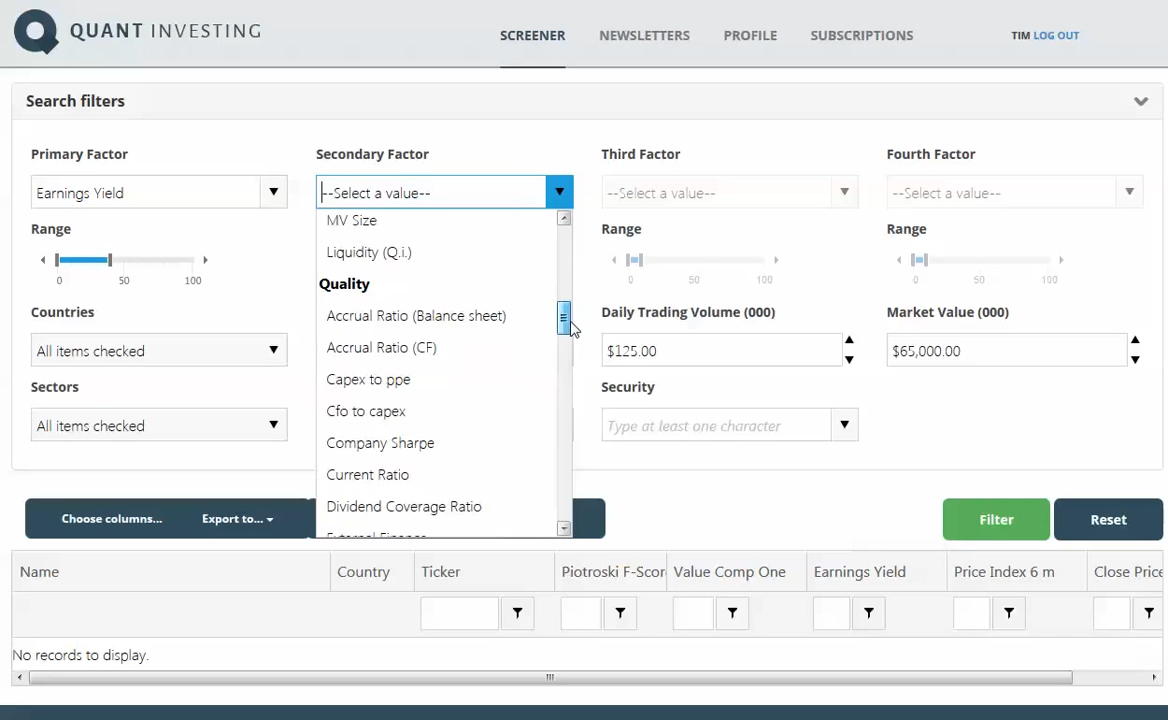 QUANT INVESTING
SCREENER
NEWSLETTERS
PROFILE
SUBSCRIPTIONS
TIM LOG OUT
Search filters
Primary Factor
Secondary Factor
Third Factor
Fourth Factor
Earnings Yield
--Select a value--
--Select a value--
--Select a value--
MV Size
Liquidity (Q.i.)
Quality
Accrual Ratio (Balance sheet)
Accrual Ratio (CF)
Capex to ppe
Cfo to capex
Company Sharpe
Current Ratio
Dividend Coverage Ratio
External Finance
Range
Range
Range
0 50 100
0 50 100
0 50 100
Countries
Daily Trading Volume (000)
Market Value (000)
All items checked
$125.00
$65,000.00
Sectors
Security
All items checked
Type at least one character
Choose columns...
Export to...
Filter
Reset
Name
Country
Ticker
Piotroski F-Scor
Value Comp One
Earnings Yield
Price Index 6 m
Close Price
No records to display.